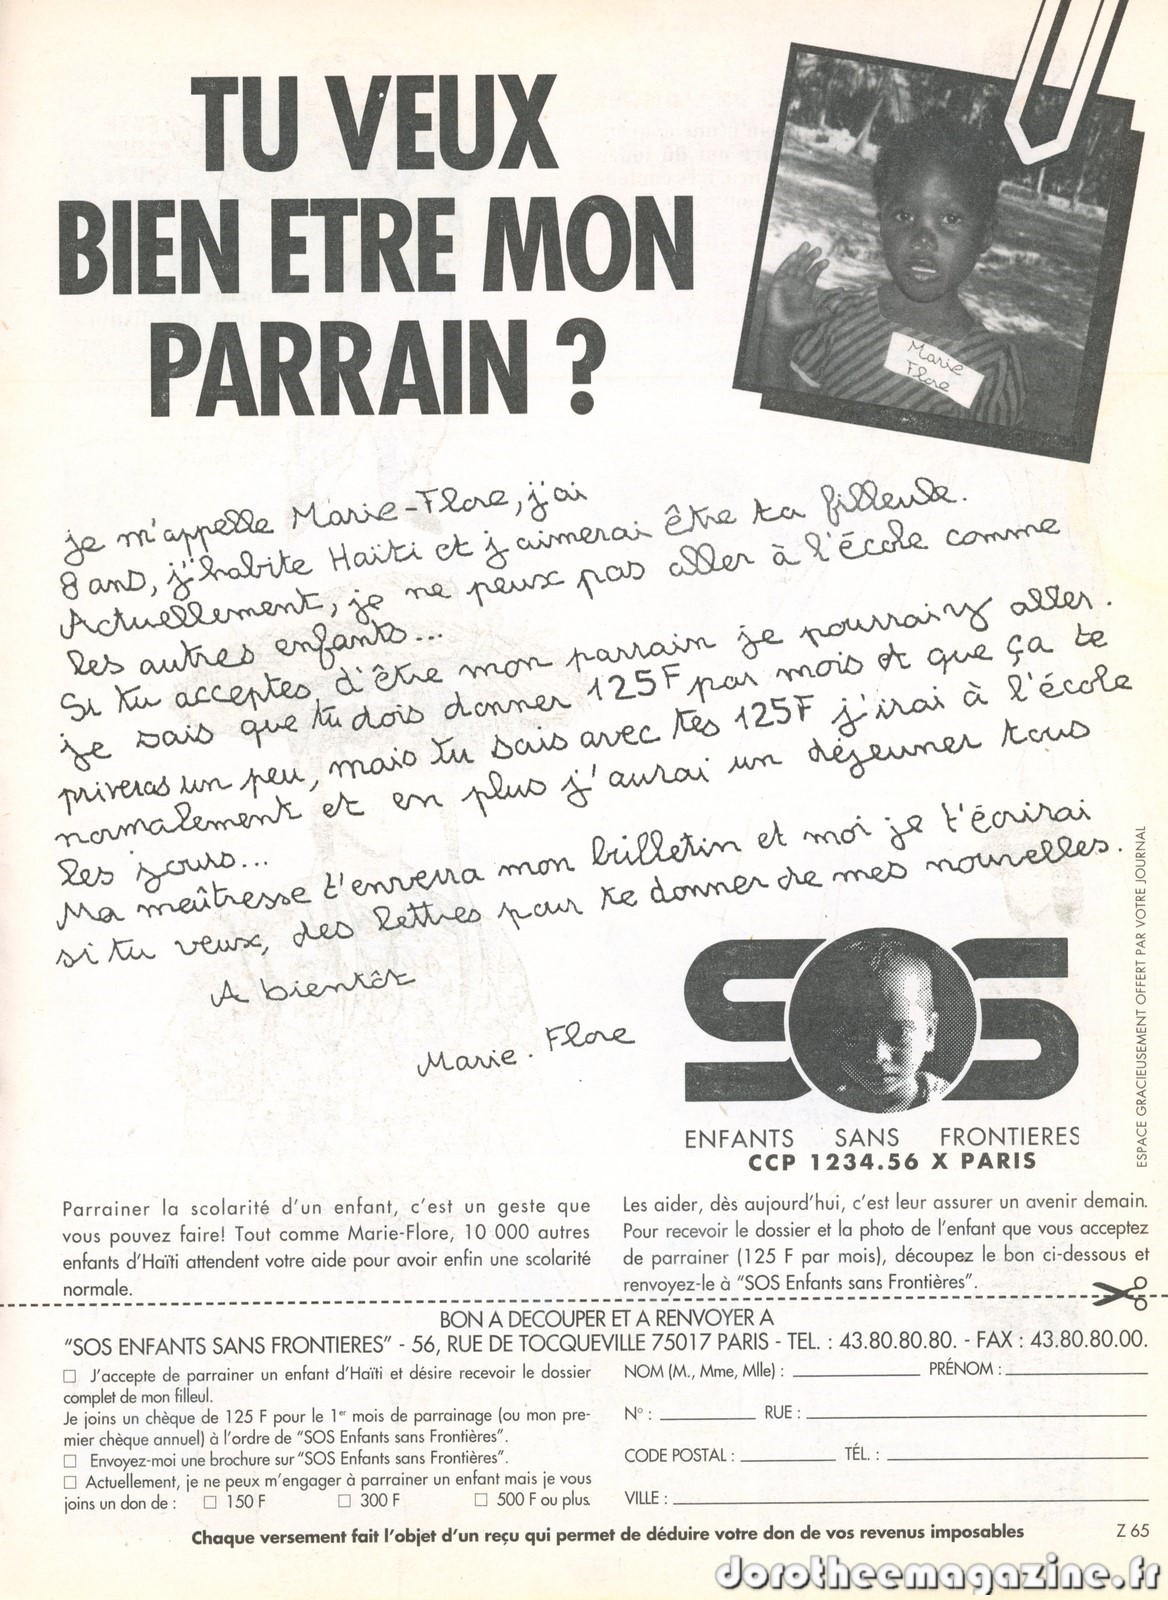 TU VEUX
BIEN ETRE MON
PARRAIN ?
Marie
Flore
je m'appelle Marie-Flore, j'ai
8 ans, j'habite Haïti et j'aimerai être ta filleule.
Actuellement, je ne peux pas aller à l'école comme
les autres enfants...
Si tu acceptes d'être mon parrain je pourrai y aller.
je sais que tu dois donner 125F par mois et que ça te
priveras un peu, mais tu sais avec tes 125F j'irai à l'école
normalement et en plus j'aurai un déjeuner tous
les jours...
Ma maîtresse t'enverra mon bulletin et moi je t'écrirai
si tu veux, des lettres pour te donner de mes nouvelles.
A bientôt
Marie-Flore
SOS
ENFANTS SANS FRONTIERES
CCP 1234.56 X PARIS
ESPACE GRACIEUSEMENT OFFERT PAR VOTRE JOURNAL
Parrainer la scolarité d'un enfant, c'est un geste que
vous pouvez faire! Tout comme Marie-Flore, 10 000 autres
enfants d'Haïti attendent votre aide pour avoir enfin une scolarité
normale.
Les aider, dès aujourd'hui, c'est leur assurer un avenir demain.
Pour recevoir le dossier et la photo de l'enfant que vous acceptez
de parrainer (125 F par mois), découpez le bon ci-dessous et
renvoyez-le à "SOS Enfants sans Frontières".
BON A DECOUPER ET A RENVOYER A
"SOS ENFANTS SANS FRONTIERES" - 56, RUE DE TOCQUEVILLE 75017 PARIS - TEL. : 43.80.80.80. - FAX : 43.80.80.00.
J'accepte de parrainer un enfant d'Haïti et désire recevoir le dossier
complet de mon filleul.
Je joins un chèque de 125 F pour le 1er mois de parrainage (ou mon pre-
mier chèque annuel) à l'ordre de "SOS Enfants sans Frontières".
Envoyez-moi une brochure sur "SOS Enfants sans Frontières".
Actuellement, je ne peux m'engager à parrainer un enfant mais je vous
joins un don de : 150 F 300 F 500 F ou plus.
NOM (M., Mme, Mlle) : PRÉNOM :
N° : RUE :
CODE POSTAL : TÉL. :
VILLE :
Chaque versement fait l'objet d'un reçu qui permet de déduire votre don de vos revenus imposables
Z 65
dorotheemagazine.fr